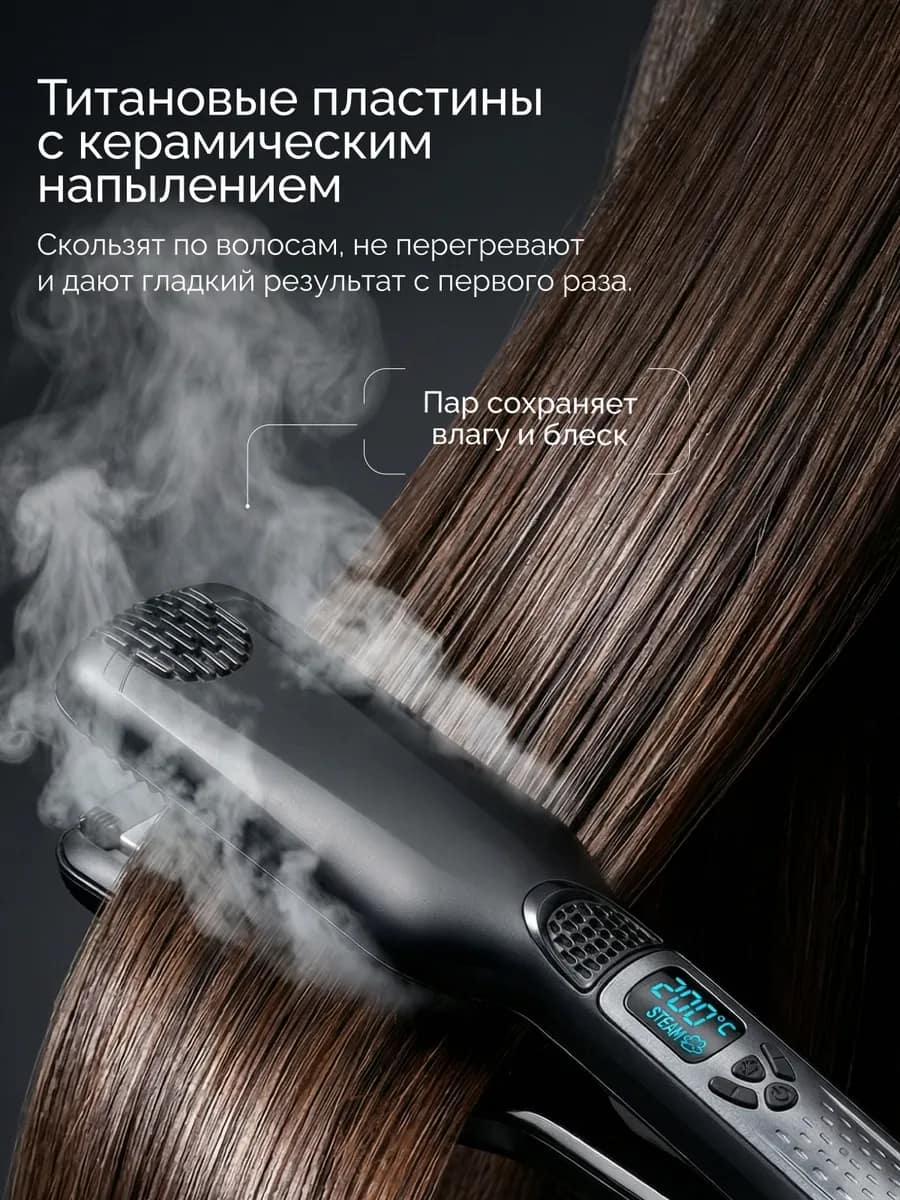 Титановые пластины
с керамическим
напылением
Скользят по волосам, не перегревают
и дают гладкий результат с первого раза.
Пар сохраняет
влагу и блеск
200°C
STEAM